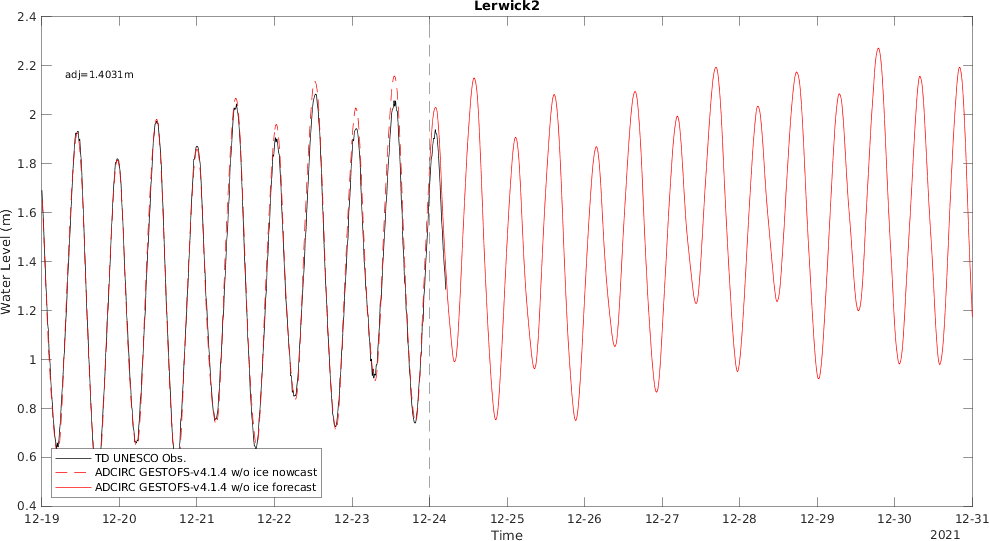 Lerwick2
2.4
2.2
2
1.8
1.6
1.4
1.2
1
0.8
0.6
0.4
Water Level (m)
adj=1.4031m
TD UNESCO Obs.
ADCIRC GESTOFS-v4.1.4 w/o ice nowcast
ADCIRC GESTOFS-v4.1.4 w/o ice forecast
12-19 12-20 12-21 12-22 12-23 12-24 12-25 12-26 12-27 12-28 12-29 12-30 12-31
Time
2021